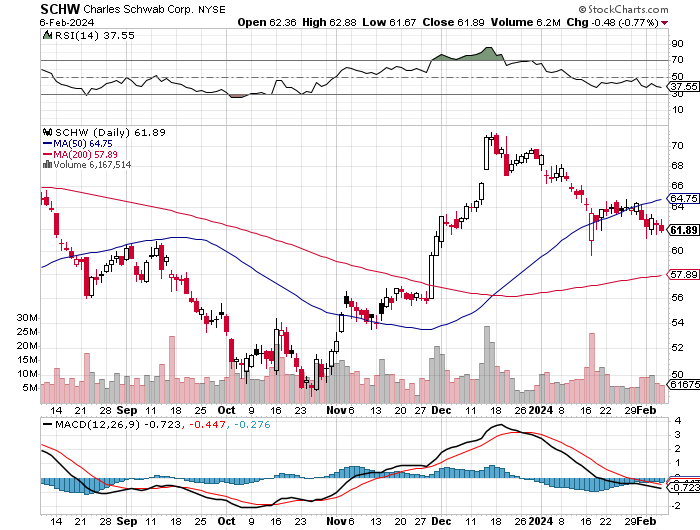 SCHW Charles Schwab Corp. NYSE © StockCharts.com
6-Feb-2024 Open 62.36 High 62.88 Low 61.67 Close 61.89 Volume 6.2M Chg -0.48 (-0.77%)
RSI(14) 37.55
90
70
50
37.55
30
10
SCHW (Daily) 61.89
MA(50) 64.75
MA(200) 57.89
Volume 6,167,514
70
68
66
64.75
64
61.89
60
57.89
56
30M 54
25M
20M 52
15M
10M 50
5M
61675
14 21 28 Sep 11 18 25 Oct 9 16 23 Nov 6 13 20 27 Dec 11 18 26 2024 8 16 22 29 Feb
MACD(12,26,9) -0.723, -0.447, -0.276
4
3
2
1
-0.723
-2
14 21 28 Sep 11 18 25 Oct 9 16 23 Nov 6 13 20 27 Dec 11 18 26 2024 8 16 22 29 Feb